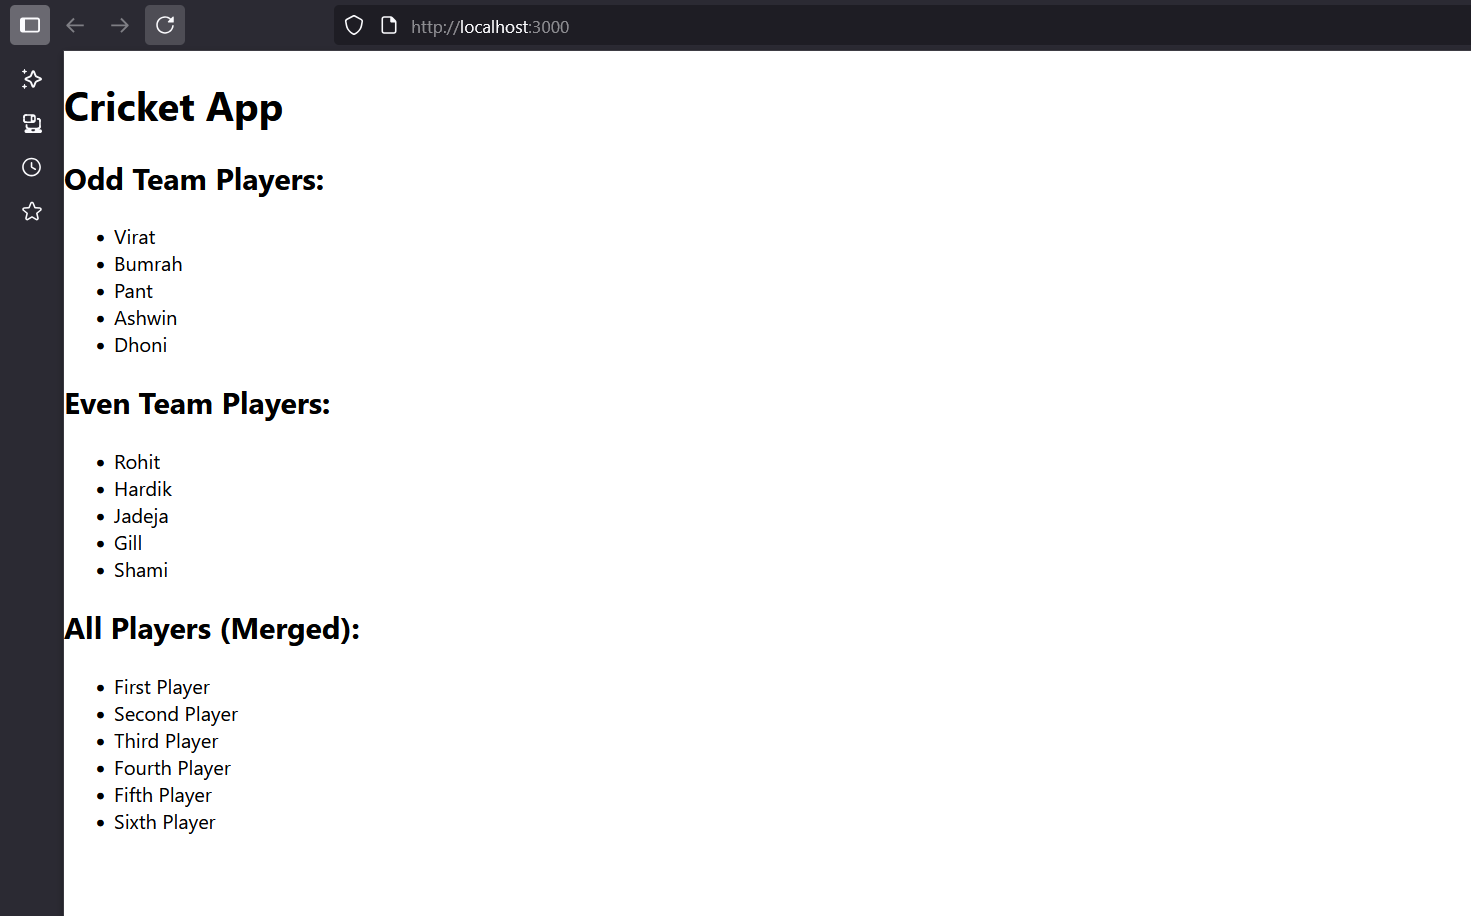 http://localhost:3000
Cricket App
Odd Team Players:
Virat
Bumrah
Pant
Ashwin
Dhoni
Even Team Players:
Rohit
Hardik
Jadeja
Gill
Shami
All Players (Merged):
First Player
Second Player
Third Player
Fourth Player
Fifth Player
Sixth Player